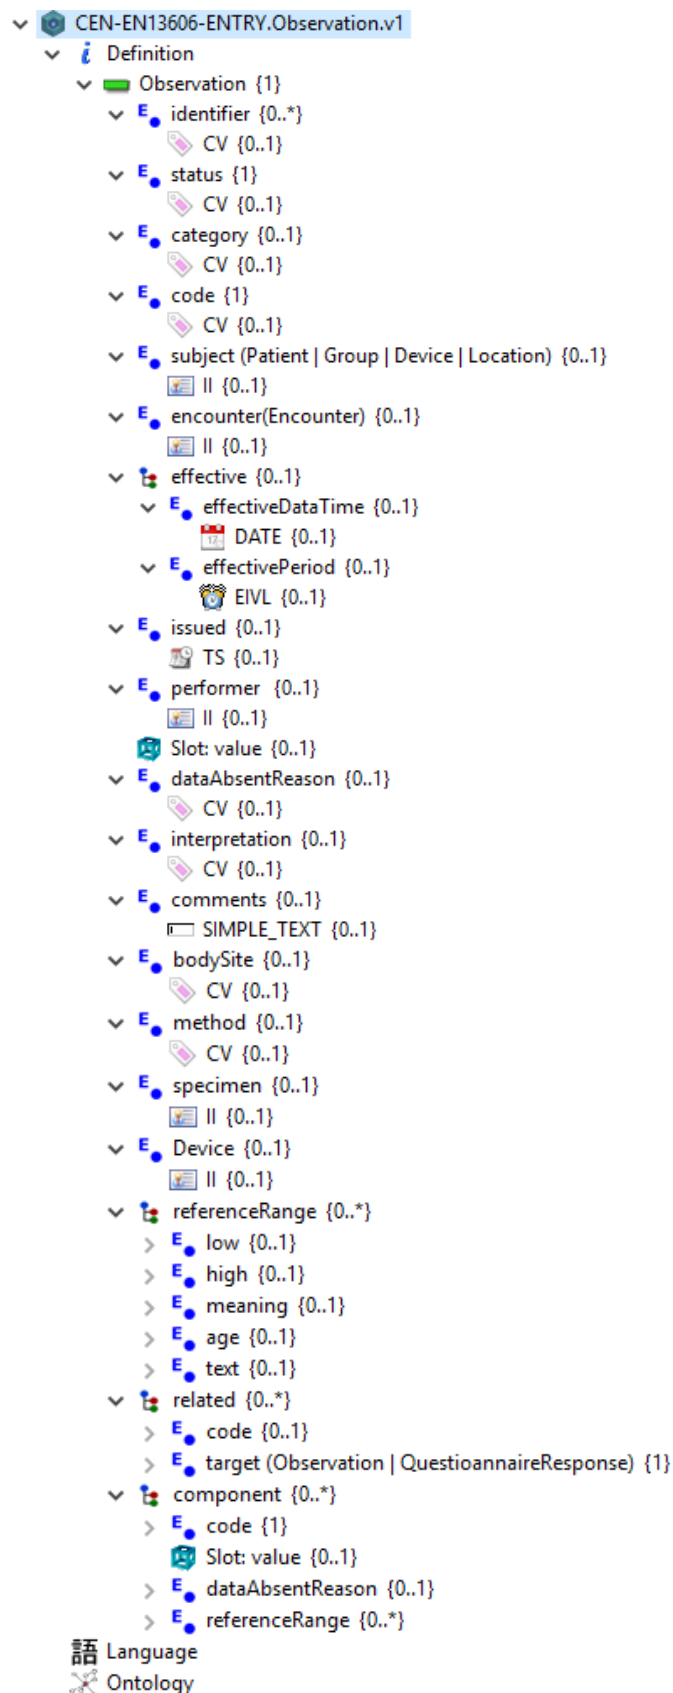 CEN-EN13606-ENTRY.Observation.v1
Definition
Observation {1}
identifier {0..*}
CV {0..1}
status {1}
CV {0..1}
category {0..1}
CV {0..1}
code {1}
CV {0..1}
subject (Patient | Group | Device | Location) {0..1}
II {0..1}
encounter(Encounter) {0..1}
II {0..1}
effective {0..1}
effectiveDataTime {0..1}
DATE {0..1}
effectivePeriod {0..1}
EIVL {0..1}
issued {0..1}
TS {0..1}
performer {0..1}
II {0..1}
Slot: value {0..1}
dataAbsentReason {0..1}
CV {0..1}
interpretation {0..1}
CV {0..1}
comments {0..1}
SIMPLE_TEXT {0..1}
bodySite {0..1}
CV {0..1}
method {0..1}
CV {0..1}
specimen {0..1}
II {0..1}
Device {0..1}
II {0..1}
referenceRange {0..*}
low {0..1}
high {0..1}
meaning {0..1}
age {0..1}
text {0..1}
related {0..*}
code {0..1}
target (Observation | QuestioannaireResponse) {1}
component {0..*}
code {1}
Slot: value {0..1}
dataAbsentReason {0..1}
referenceRange {0..*}
語 Language
Ontology